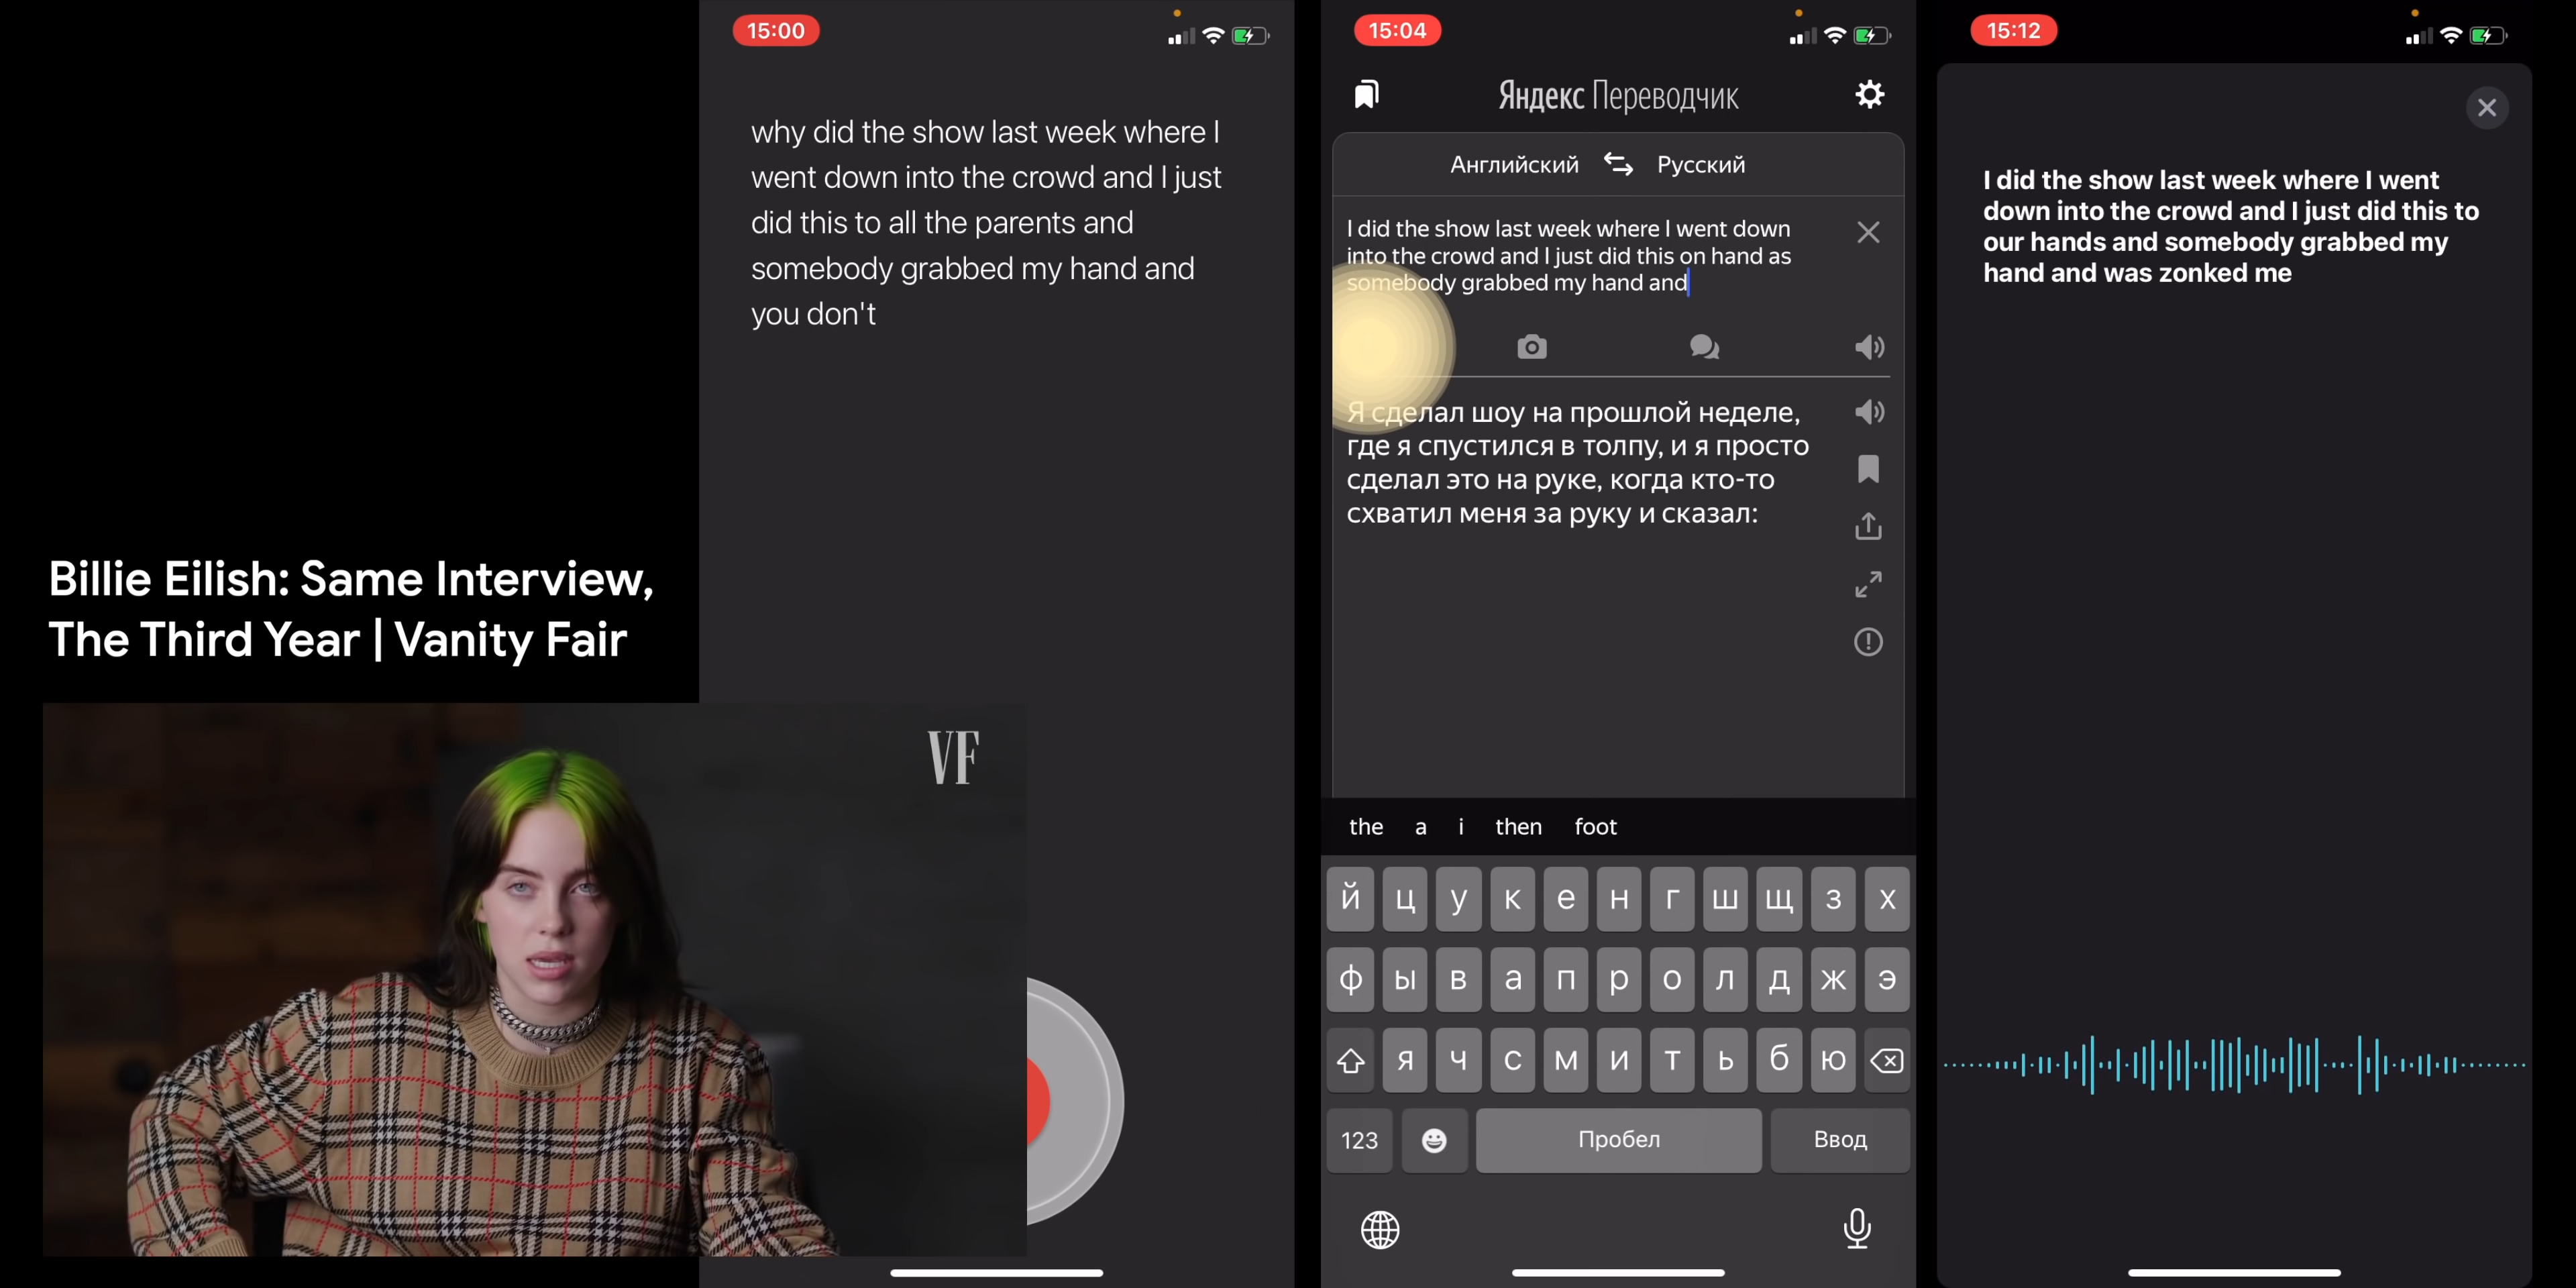 Billie Eilish: Same Interview,
The Third Year | Vanity Fair
VF
15:00
why did the show last week where I
went down into the crowd and I just
did this to all the parents and
somebody grabbed my hand and
you don't
15:04
Яндекс Переводчик
Английский
Русский
I did the show last week where I went down
into the crowd and I just did this on hand as
somebody grabbed my hand and
Я сделал шоу на прошлой неделе,
где я спустился в толпу, и я просто
сделал это на руке, когда кто-то
схватил меня за руку и сказал:
the a i then foot
й ц у к е н г ш щ з х
ф ы в а п р о л д ж э
я ч с м и т ь б ю
123 Пробел Ввод
15:12
I did the show last week where I went
down into the crowd and I just did this to
our hands and somebody grabbed my
hand and was zonked me